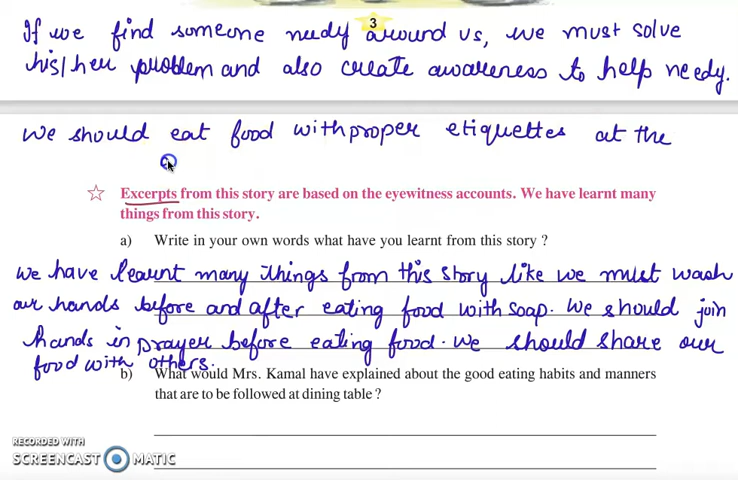 3
If we find someone needy around us, we must solve
his/her problem and also create awareness to help needy.
We should eat food with proper etiquettes at the
☆ Excerpts from this story are based on the eyewitness accounts. We have learnt many
things from this story.
a) Write in your own words what have you learnt from this story ?
We have learnt many things from this story like we must wash
our hands before and after eating food with soap. We should join
hands in prayer before eating food. We should share our
food with others.
b) What would Mrs. Kamal have explained about the good eating habits and manners
that are to be followed at dining table ?
RECORDED WITH
SCREENCAST MATIC